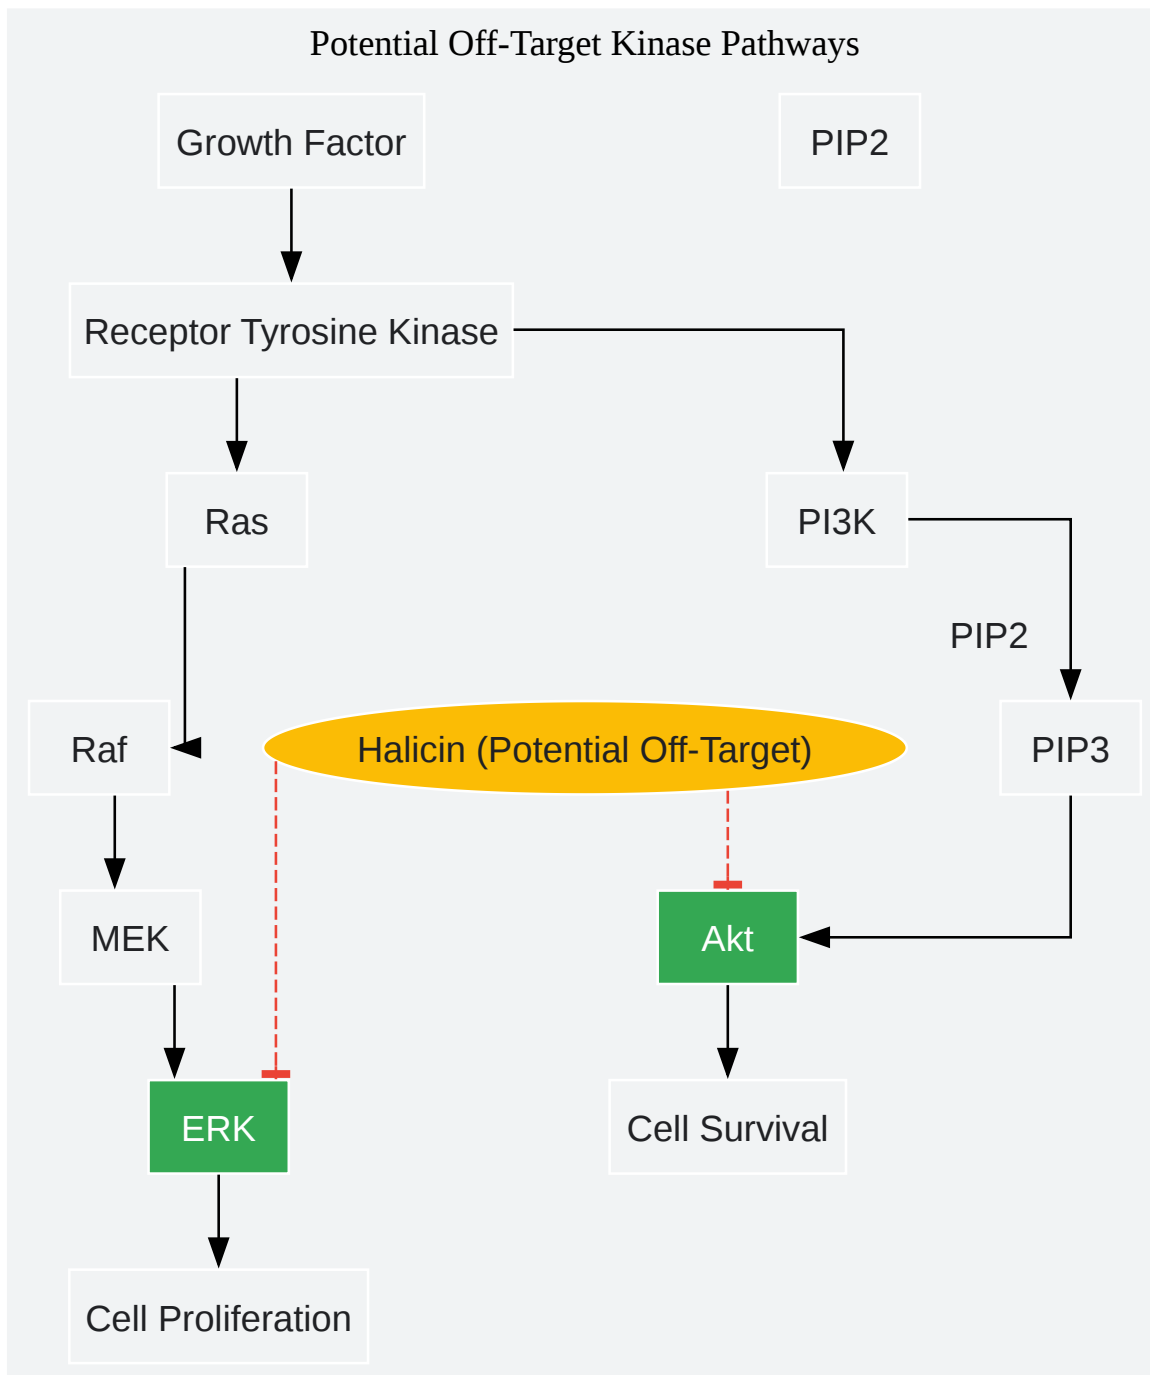 Potential Off-Target Kinase Pathways
Growth Factor
PIP2
Receptor Tyrosine Kinase
Ras
PI3K
PIP2
Raf
Halicin (Potential Off-Target)
PIP3
MEK
Akt
ERK
Cell Survival
Cell Proliferation